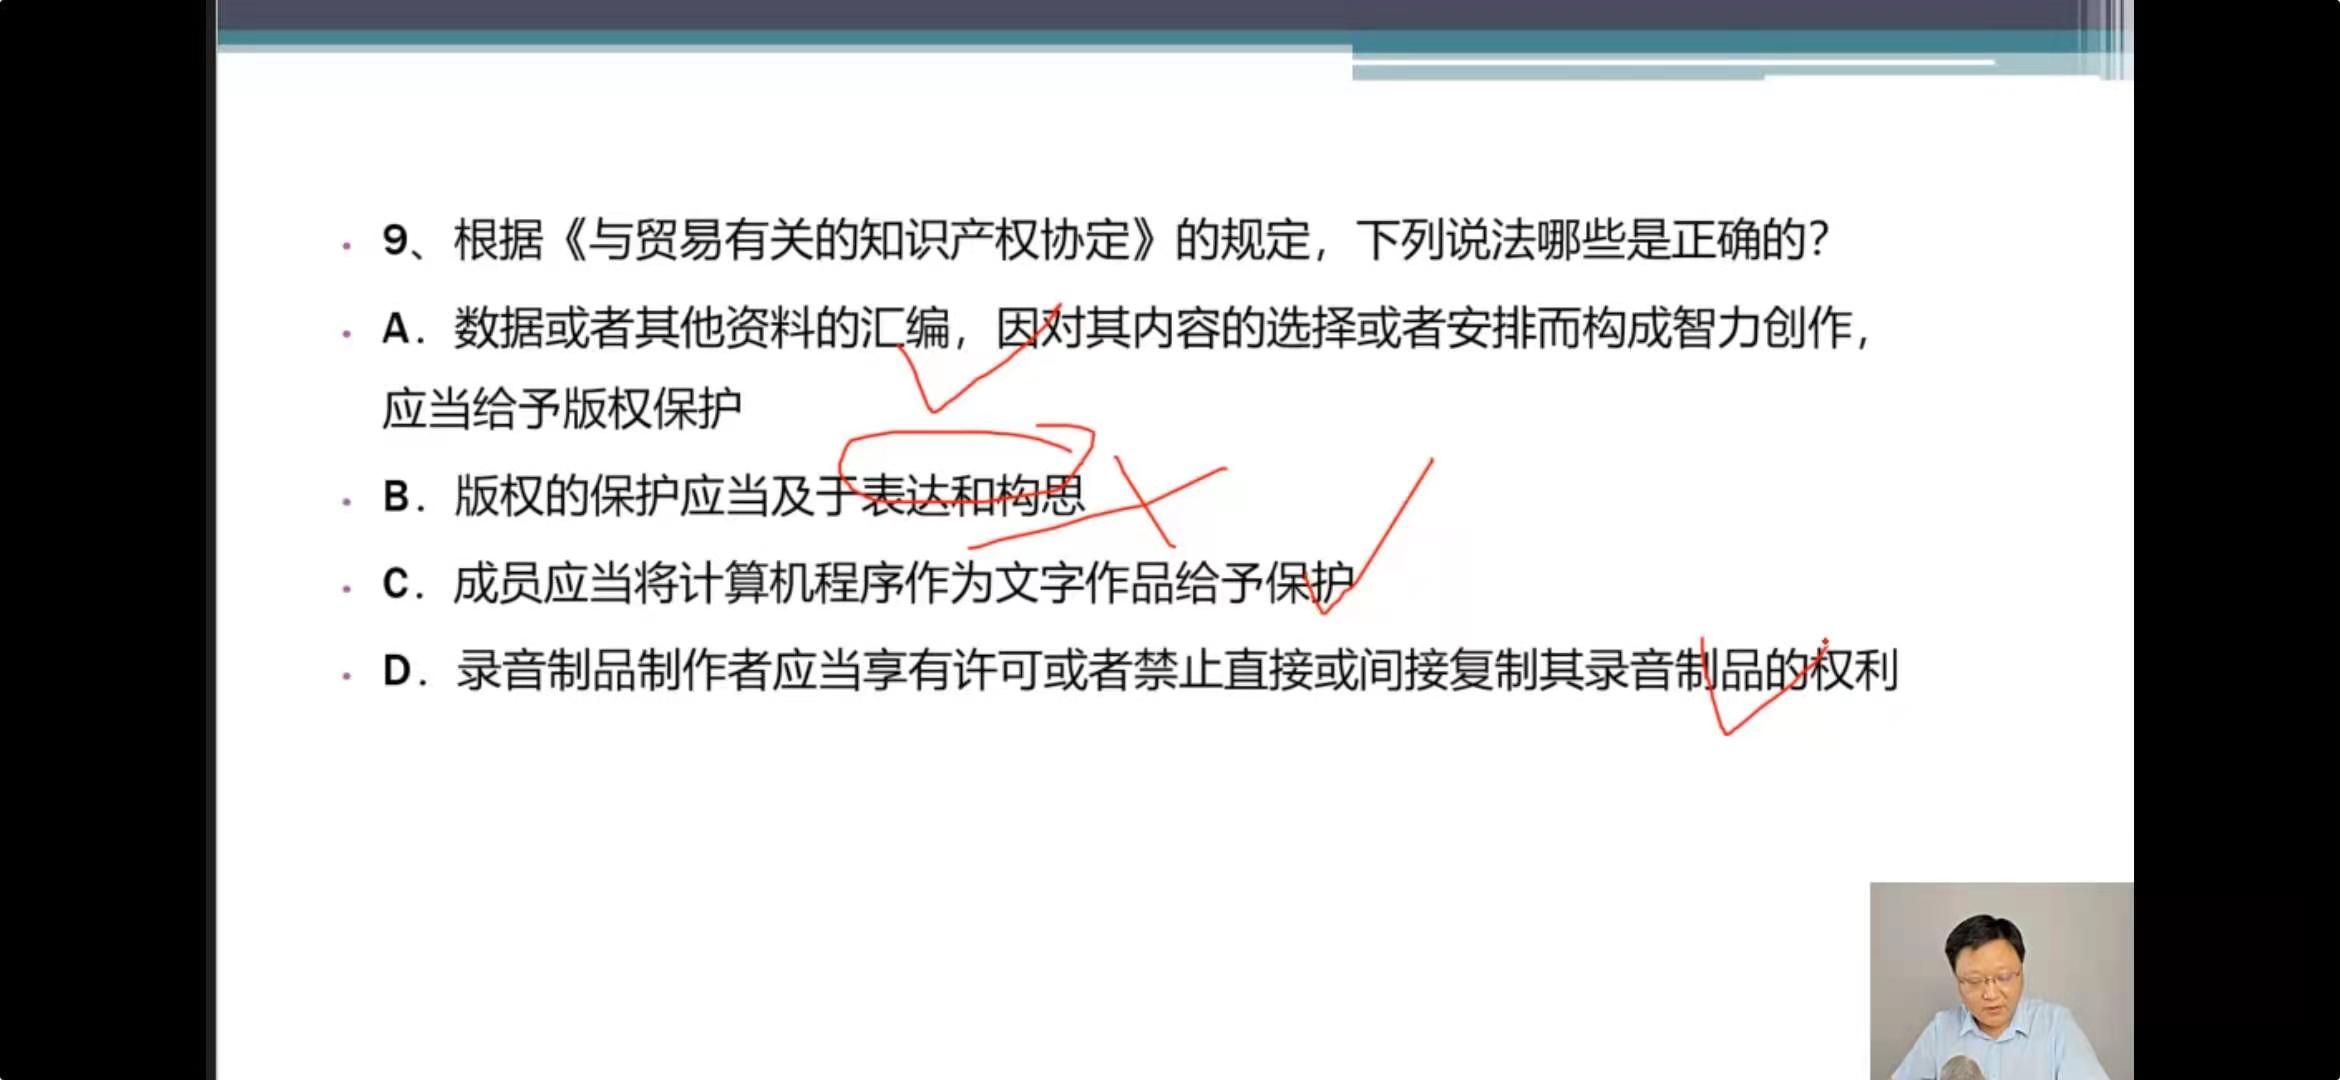 9、根据《与贸易有关的知识产权协定》的规定，下列说法哪些是正确的？
A．数据或者其他资料的汇编，因对其内容的选择或者安排而构成智力创作，
应当给予版权保护
B．版权的保护应当及于表达和构思
C．成员应当将计算机程序作为文字作品给予保护
D．录音制品制作者应当享有许可或者禁止直接或间接复制其录音制品的权利